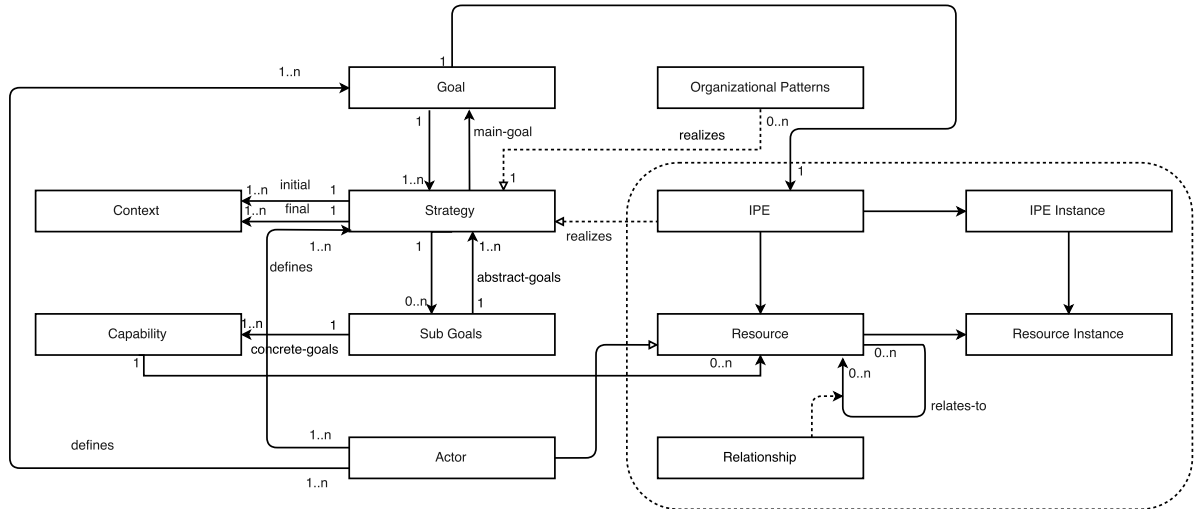 1
1..n
Goal
Organizational Patterns
1
main-goal
0..n
realizes
1..n
1
1
1..n
initial
1
Context
1..n
final
1
Strategy
IPE
IPE Instance
1..n
defines
1
1..n
realizes
abstract-goals
0..n
1
Capability
1..n
1
Sub Goals
Resource
Resource Instance
concrete-goals
1
0..n
0..n
0..n
relates-to
1..n
defines
Actor
Relationship
1..n